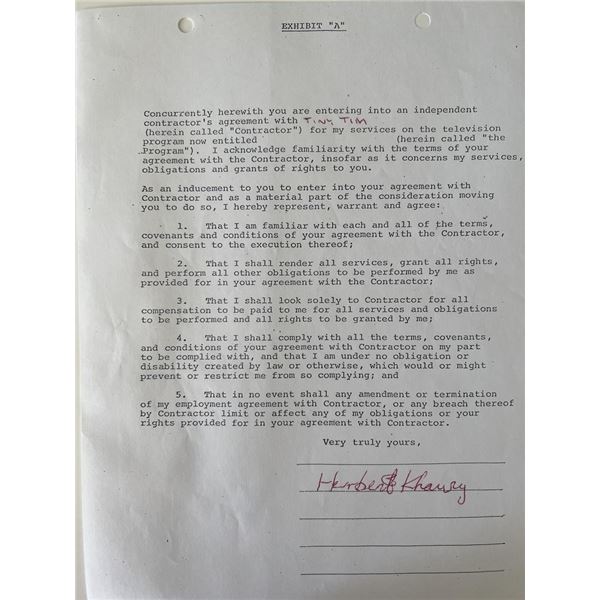 EXHIBIT "A"
Concurrently herewith you are entering into an independent
contractor's agreement with TINY TIM
(herein called "Contractor") for my services on the television
program now entitled (herein called "the
Program"). I acknowledge familiarity with the terms of your
agreement with the Contractor, insofar as it concerns my services,
obligations and grants of rights to you.
As an inducement to you to enter into your agreement with
Contractor and as a material part of the consideration moving
you to do so, I hereby represent, warrant and agree:
1. That I am familiar with each and all of the terms,
covenants and conditions of your agreement with the Contractor,
and consent to the execution thereof;
2. That I shall render all services, grant all rights,
and perform all other obligations to be performed by me as
provided for in your agreement with the Contractor;
3. That I shall look solely to Contractor for all
compensation to be paid to me for all services and obligations
to be performed and all rights to be granted by me;
4. That I shall comply with all the terms, covenants,
and conditions of your agreement with Contractor on my part
to be complied with, and that I am under no obligation or
disability created by law or otherwise, which would or might
prevent or restrict me from so complying; and
5. That in no event shall any amendment or termination
of my employment agreement with Contractor, or any breach thereof
by Contractor limit or affect any of my obligations or your
rights provided for in your agreement with Contractor.
Very truly yours,
Herbert Khaury